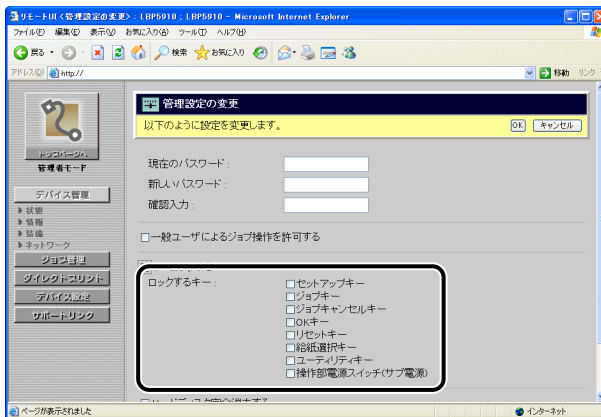 リモートUI <管理設定の変更> : LBP5910 ; LBP5910 - Microsoft Internet Explorer
ファイル(F) 編集(E) 表示(V) お気に入り(A) ツール(T) ヘルプ(H)
戻る 検索 お気に入り
アドレス(D) http:// 移動 リンク
管理設定の変更
以下のように設定を変更します。 OK キャンセル
トップページへ
管理者モード
デバイス管理
状態
情報
装備
ネットワーク
ジョブ管理
ダイレクトプリント
デバイス設定
サポートリンク
現在のパスワード :
新しいパスワード :
確認入力 :
一般ユーザによるジョブ操作を許可する
ロックするキー :
セットアップキー
ジョブキー
ジョブキャンセルキー
OKキー
リセットキー
給紙選択キー
ユーティリティキー
操作部電源スイッチ(サブ電源)
ページが表示されました インターネット